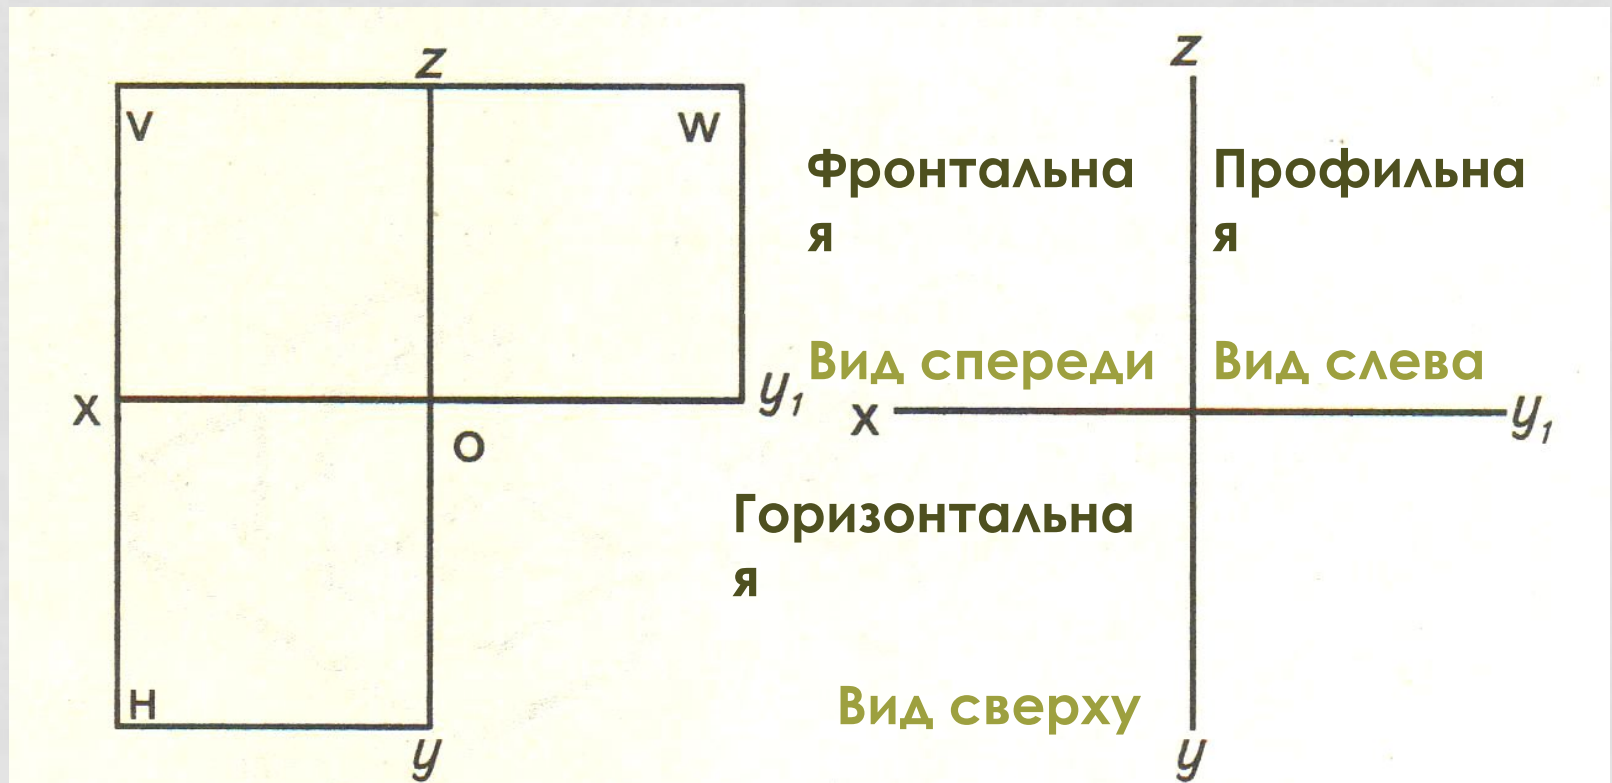 z
V
W
x
y₁
O
H
y
z
Фронтальна
я
Профильна
я
Вид спереди
Вид слева
x
y₁
Горизонтальна
я
Вид сверху
y